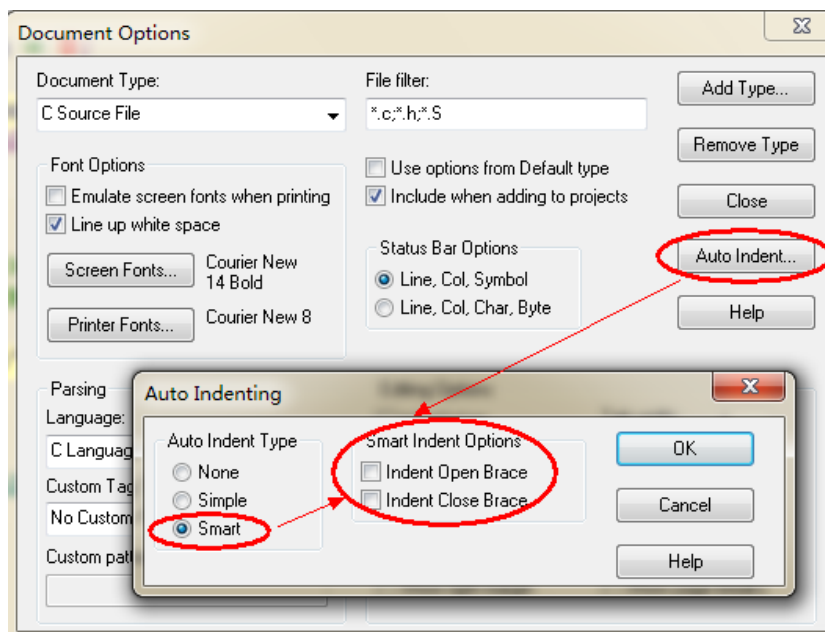 Document Options
Document Type:
C Source File
File filter:
*.c;*.h;*.S
Add Type...
Remove Type
Close
Auto Indent...
Help
Font Options
Emulate screen fonts when printing
Line up white space
Screen Fonts...
Courier New
14 Bold
Printer Fonts...
Courier New 8
Use options from Default type
Include when adding to projects
Status Bar Options
Line, Col, Symbol
Line, Col, Char, Byte
Parsing
Language:
C Languag
Custom Tag
No Custom
Custom patt
Auto Indenting
Auto Indent Type
None
Simple
Smart
Smart Indent Options
Indent Open Brace
Indent Close Brace
OK
Cancel
Help